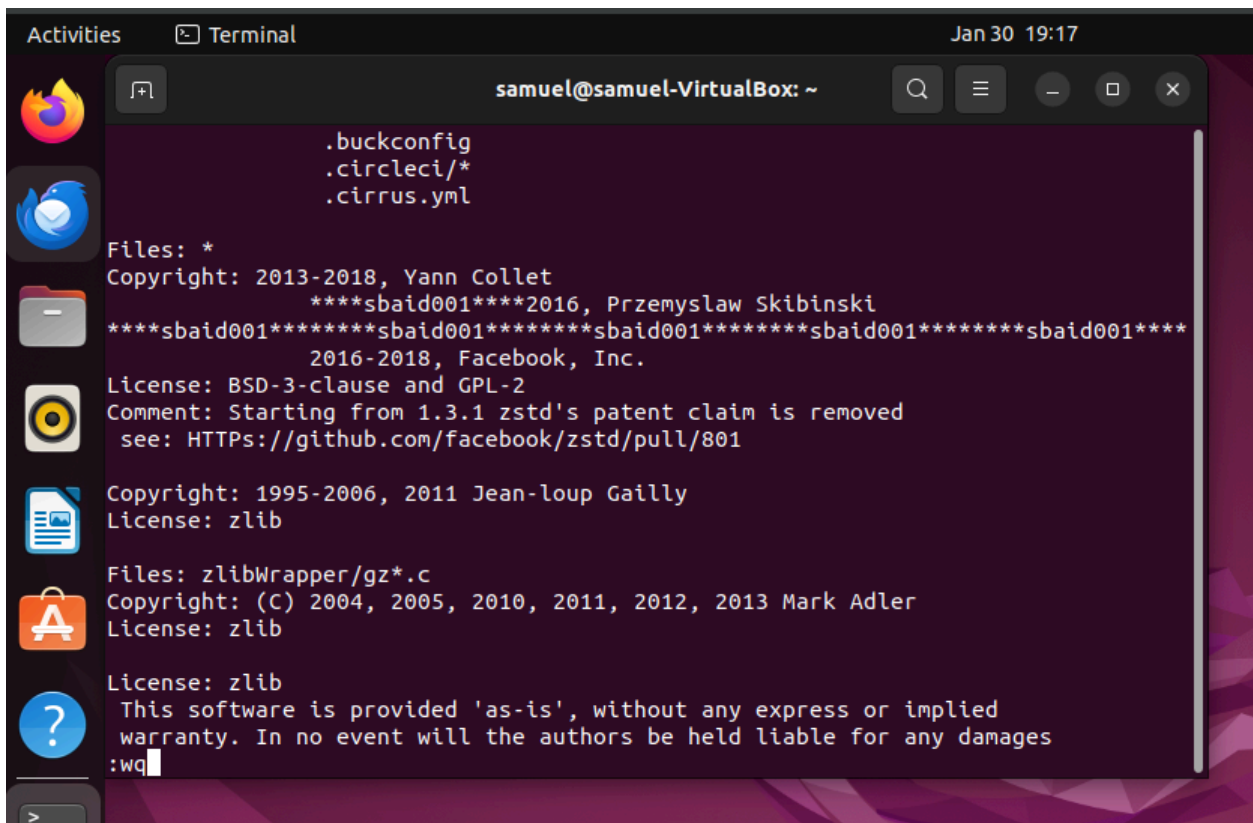 Activities
Terminal
Jan 30 19:17
samuel@samuel-VirtualBox: ~
.buckconfig
.circleci/*
.cirrus.yml
Files: *
Copyright: 2013-2018, Yann Collet
****sbaid001****2016, Przemyslaw Skibinski
****sbaid001********sbaid001********sbaid001********sbaid001********sbaid001****
2016-2018, Facebook, Inc.
License: BSD-3-clause and GPL-2
Comment: Starting from 1.3.1 zstd's patent claim is removed
see: HTTPs://github.com/facebook/zstd/pull/801
Copyright: 1995-2006, 2011 Jean-loup Gailly
License: zlib
Files: zlibWrapper/gz*.c
Copyright: (C) 2004, 2005, 2010, 2011, 2012, 2013 Mark Adler
License: zlib
License: zlib
This software is provided 'as-is', without any express or implied
warranty. In no event will the authors be held liable for any damages
:wq